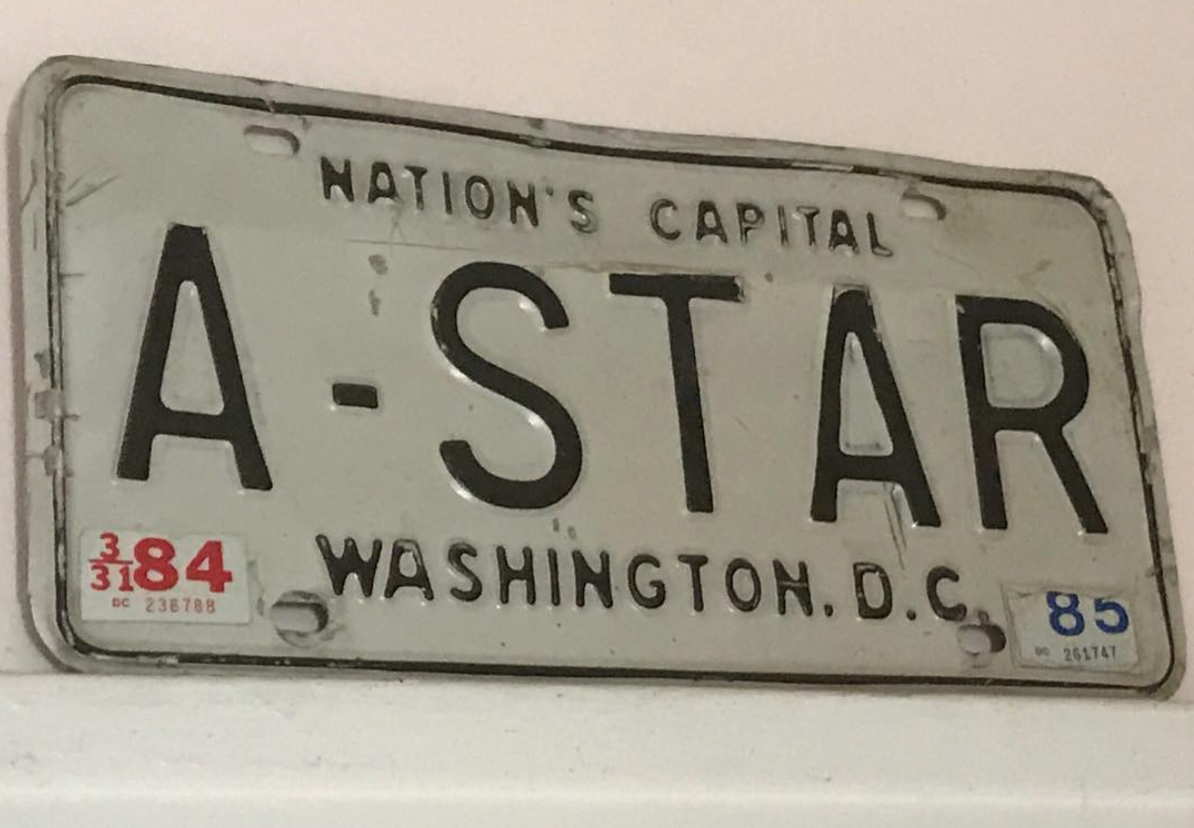 NATION'S CAPITAL
A-STAR
3/31 84
DC 236788
WASHINGTON, D.C.
85
DC 261747